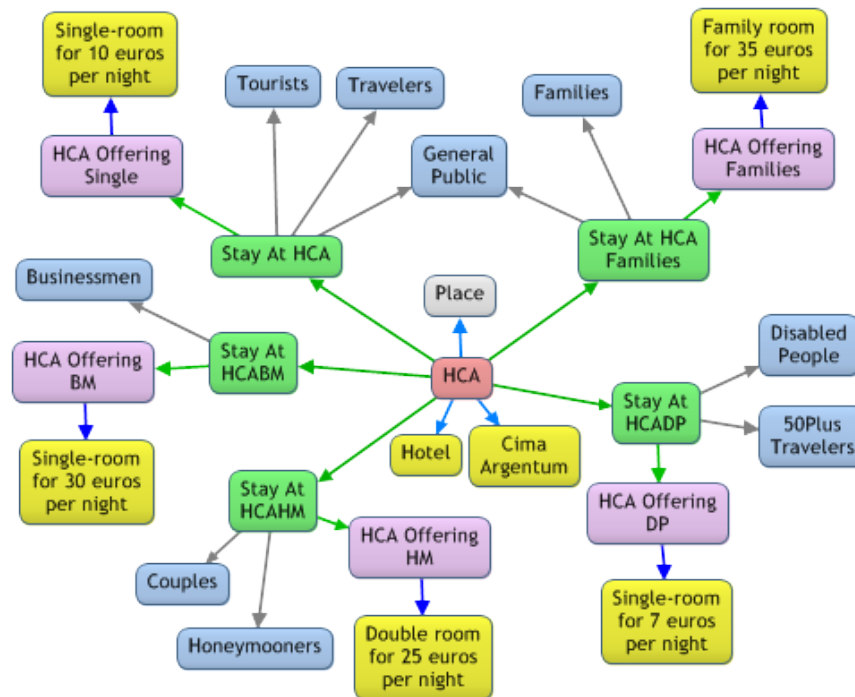 Single-room
for 10 euros
per night
Family room
for 35 euros
per night
Tourists
Travelers
Families
HCA Offering
Single
General
Public
HCA Offering
Families
Stay At HCA
Stay At HCA
Families
Businessmen
Place
Disabled
People
HCA Offering
BM
Stay At
HCABM
HCA
Stay At
HCADP
50Plus
Travelers
Hotel
Cima
Argentum
Single-room
for 30 euros
per night
Stay At
HCAHM
HCA Offering
DP
HCA Offering
HM
Couples
Single-room
for 7 euros
per night
Honeymooners
Double room
for 25 euros
per night